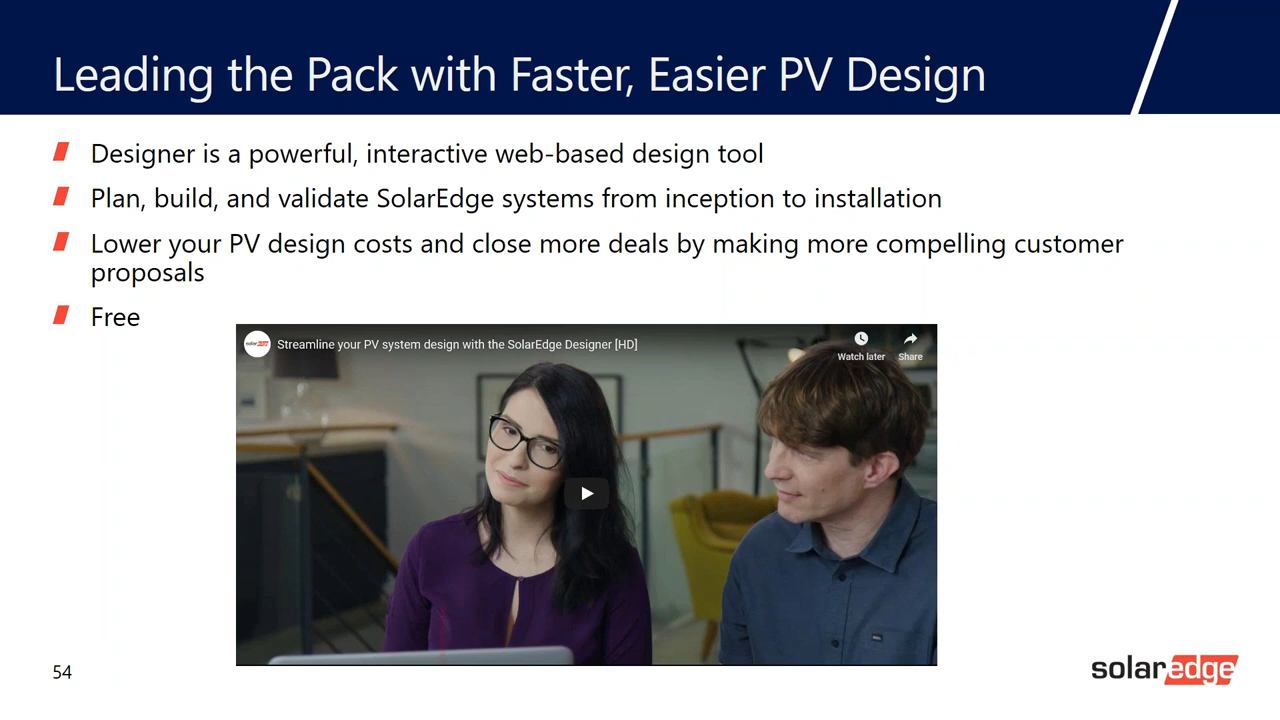 Leading the Pack with Faster, Easier PV Design
Designer is a powerful, interactive web-based design tool
Plan, build, and validate SolarEdge systems from inception to installation
Lower your PV design costs and close more deals by making more compelling customer
proposals
Free
solaredge
Streamline your PV system design with the SolarEdge Designer [HD]
Watch later
Share
54
solaredge